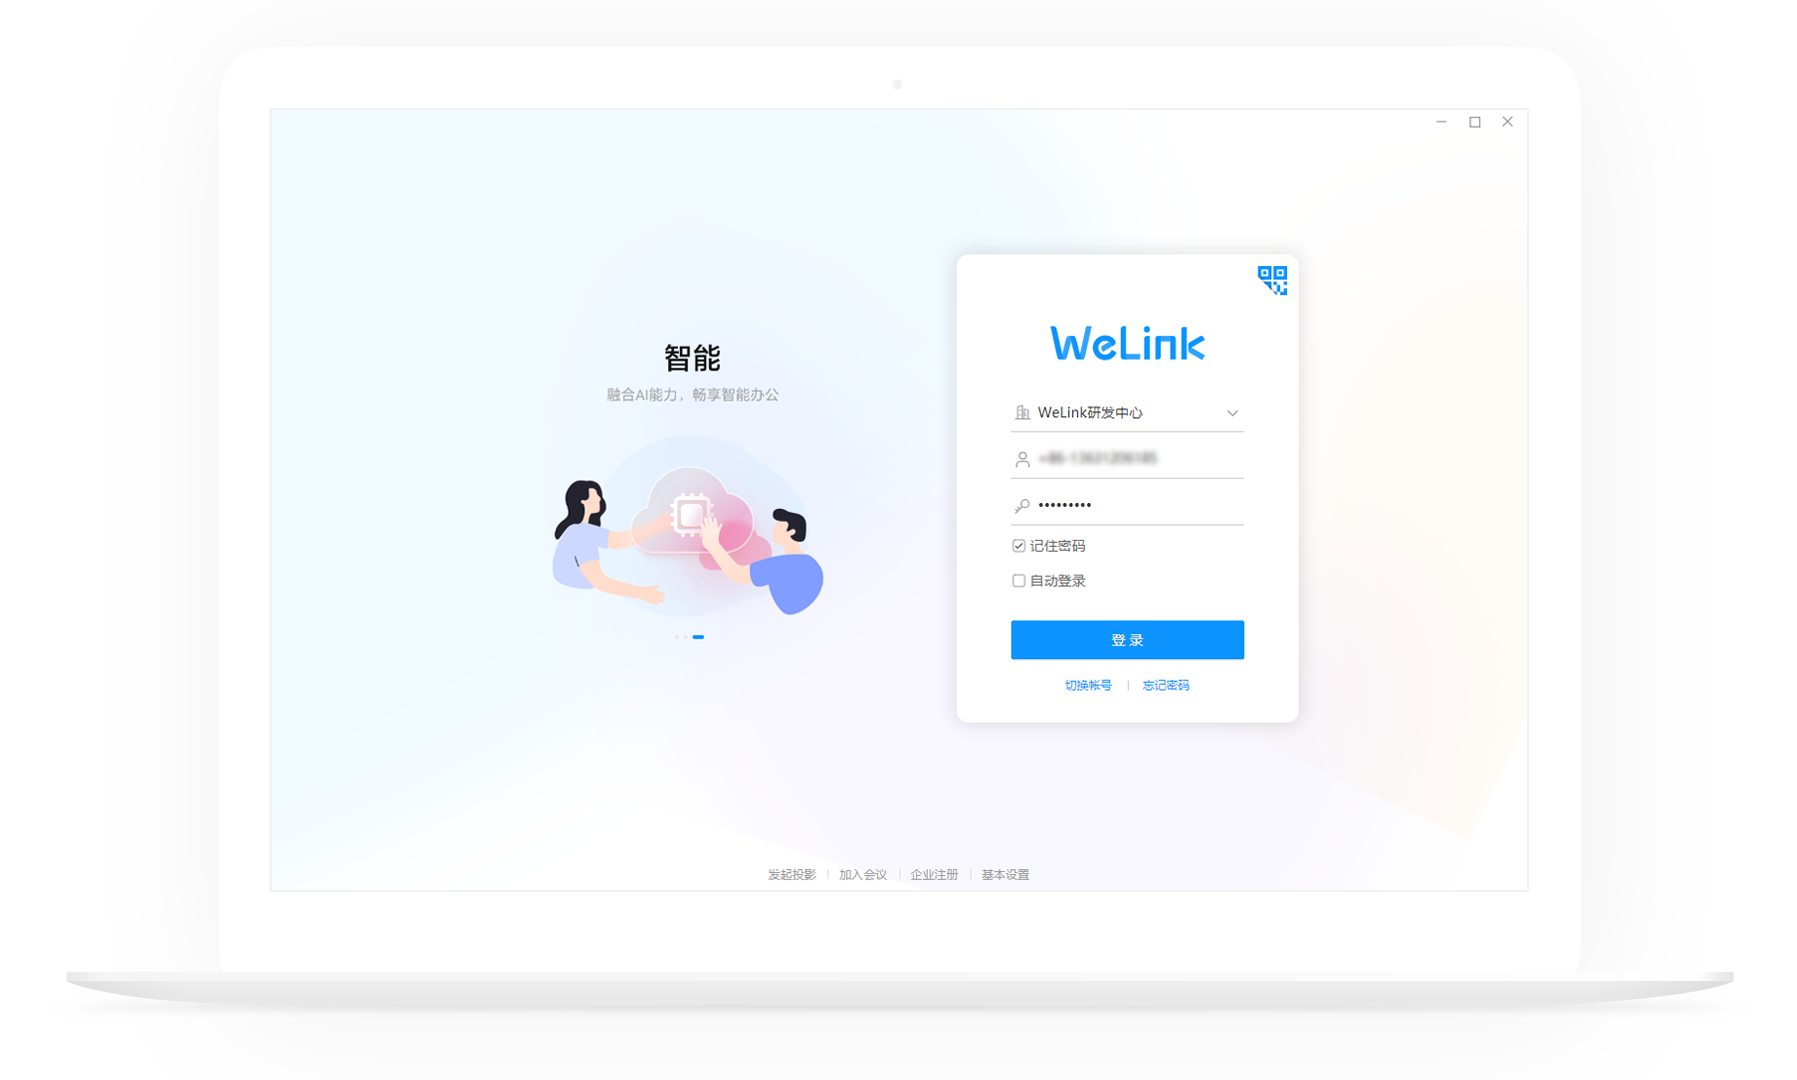 智能
融合AI能力，畅享智能办公
WeLink
WeLink研发中心
•••••••••
记住密码
自动登录
登录
切换帐号 | 忘记密码
发起投影 | 加入会议 | 企业注册 | 基本设置